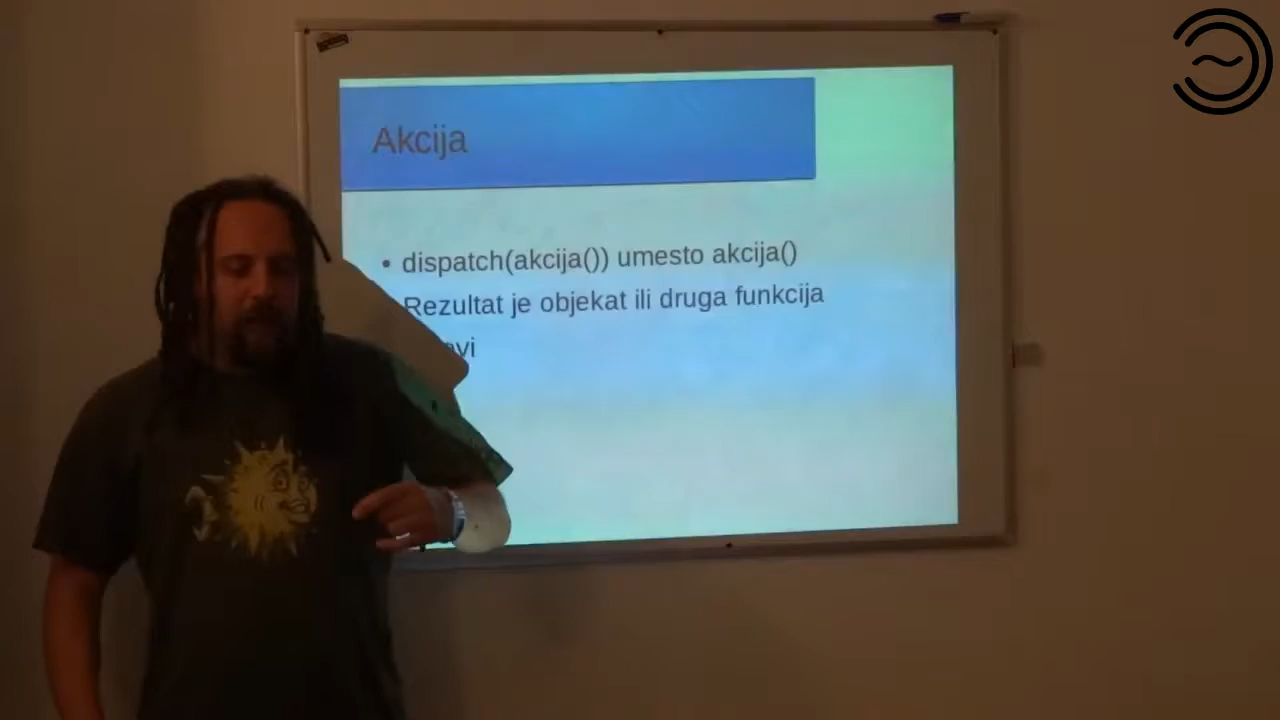 Akcija
• dispatch(akcija()) umesto akcija()
Rezultat je objekat ili druga funkcija